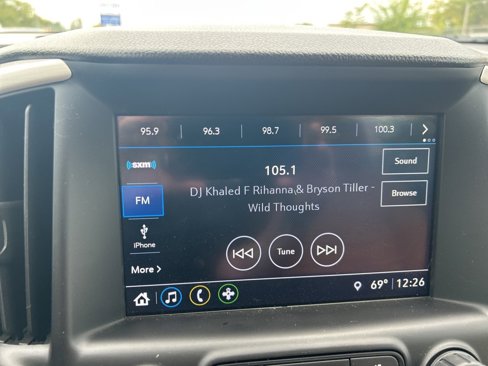 95.9 96.3 98.7 99.5 100.3
sxm
105.1
Sound
DJ Khaled F Rihanna & Bryson Tiller -
Wild Thoughts
Browse
FM
iPhone
Tune
More
69° 12:26